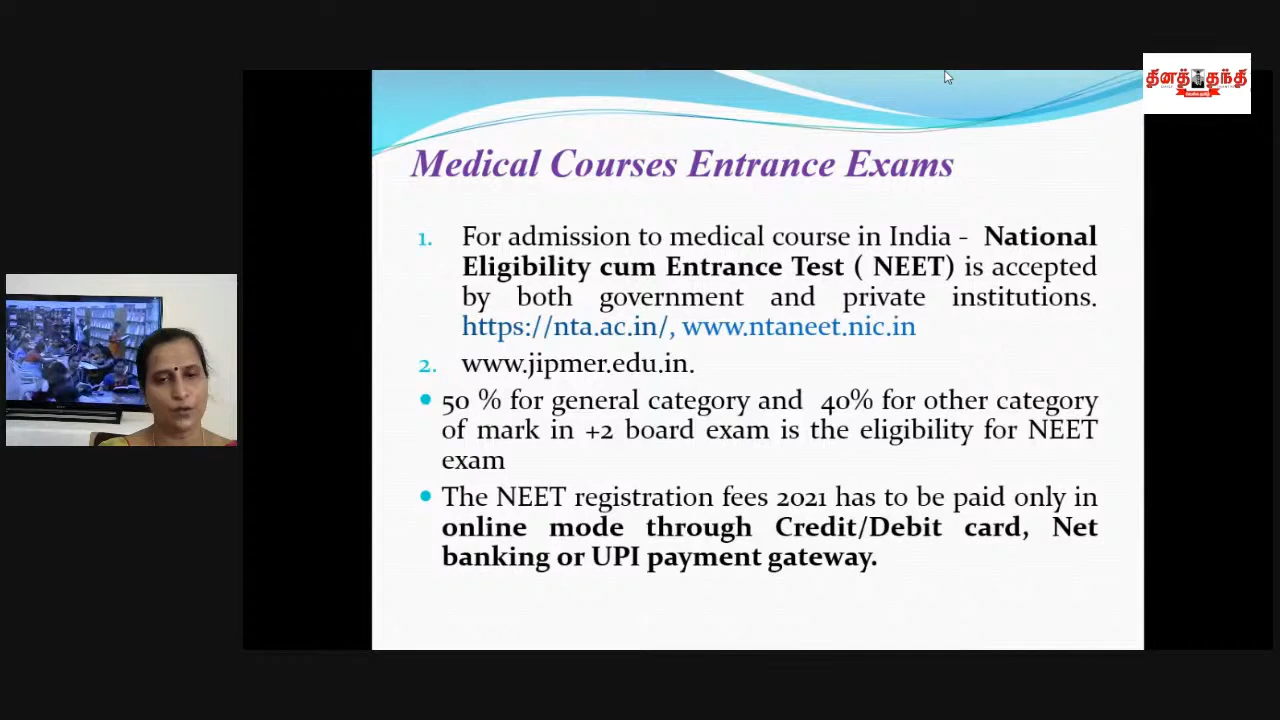 தினத்தந்தி
Medical Courses Entrance Exams
1. For admission to medical course in India - National
Eligibility cum Entrance Test ( NEET) is accepted
by both government and private institutions.
https://nta.ac.in/, www.ntaneet.nic.in
2. www.jipmer.edu.in.
• 50 % for general category and 40% for other category
of mark in +2 board exam is the eligibility for NEET
exam
• The NEET registration fees 2021 has to be paid only in
online mode through Credit/Debit card, Net
banking or UPI payment gateway.